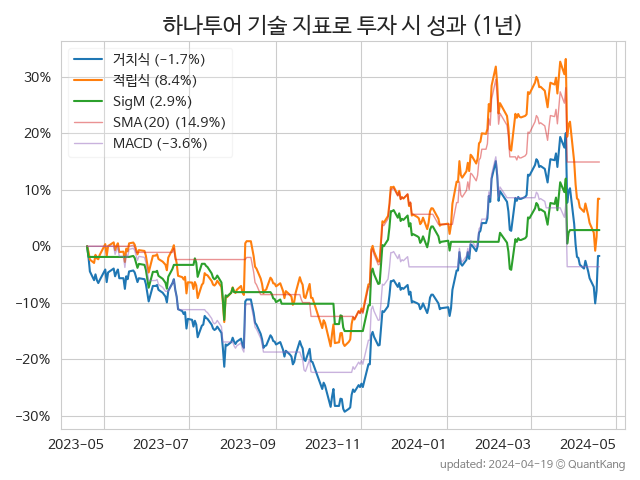 하나투어 기술 지표로 투자 시 성과 (1년)
거치식 (−1.7%)
적립식 (8.4%)
SigM (2.9%)
SMA(20) (14.9%)
MACD (−3.6%)
30%
20%
10%
0%
−10%
−20%
−30%
2023-05 2023-07 2023-09 2023-11 2024-01 2024-03 2024-05
updated: 2024-04-19 © QuantKang